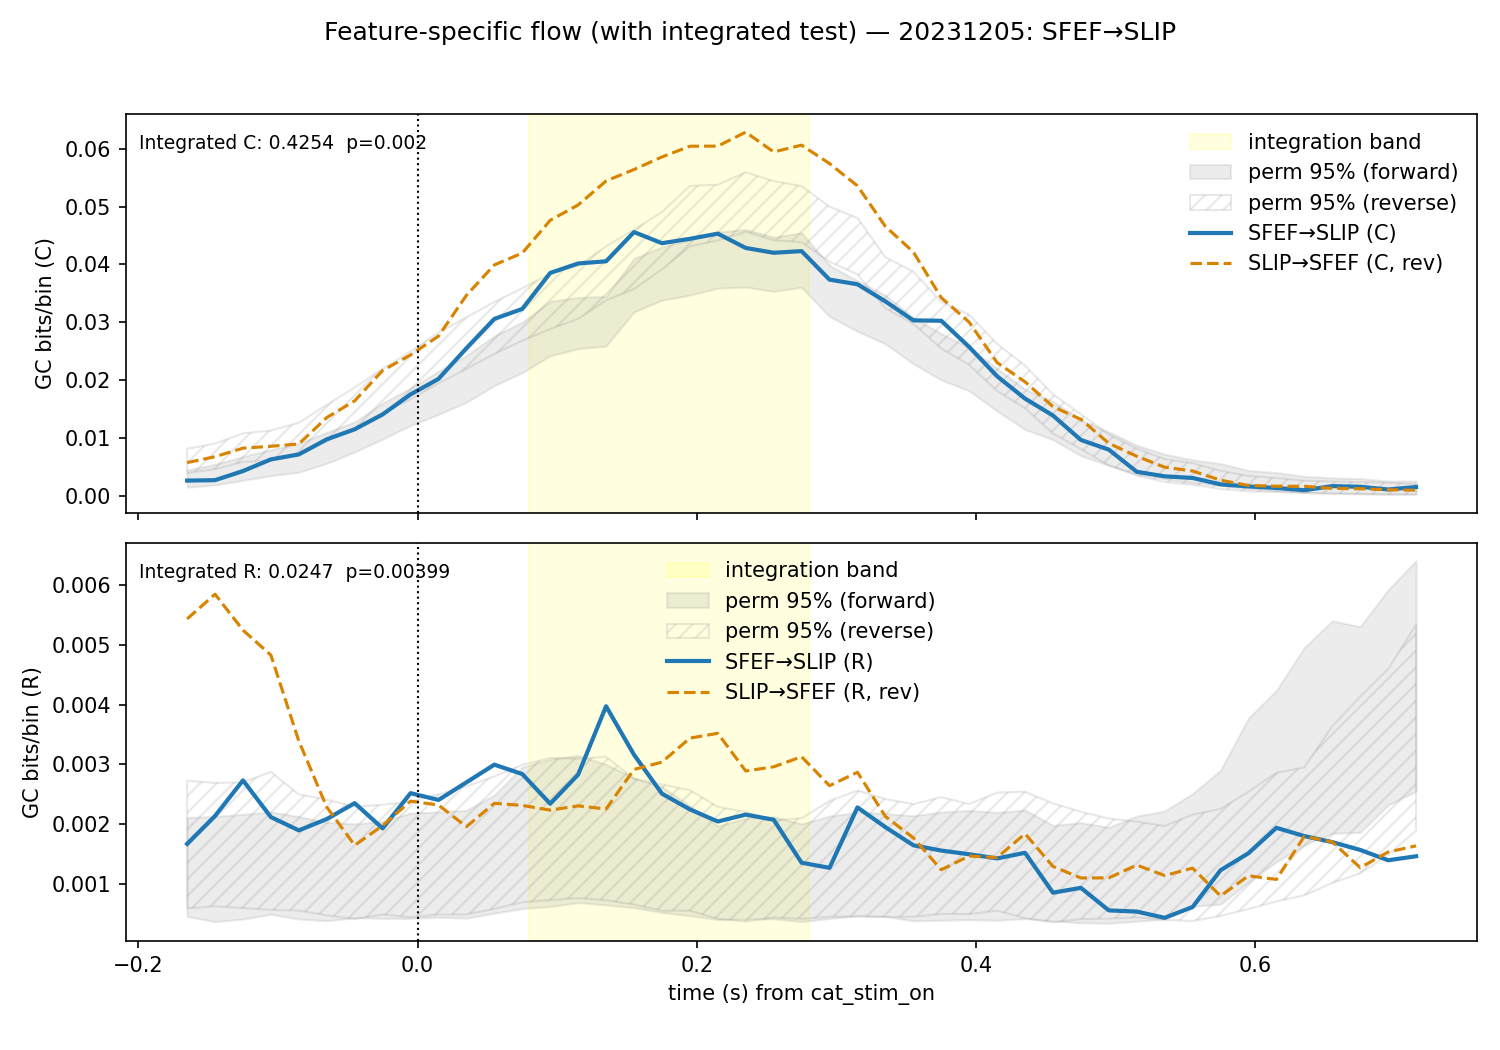 Feature-specific flow (with integrated test) — 20231205: SFEF→SLIP
Integrated C: 0.4254  p=0.002
integration band
perm 95% (forward)
perm 95% (reverse)
SFEF→SLIP (C)
SLIP→SFEF (C, rev)
GC bits/bin (C)
0.06
0.05
0.04
0.03
0.02
0.01
0.00
Integrated R: 0.0247  p=0.00399
integration band
perm 95% (forward)
perm 95% (reverse)
SFEF→SLIP (R)
SLIP→SFEF (R, rev)
GC bits/bin (R)
0.006
0.005
0.004
0.003
0.002
0.001
−0.2 0.0 0.2 0.4 0.6
time (s) from cat_stim_on